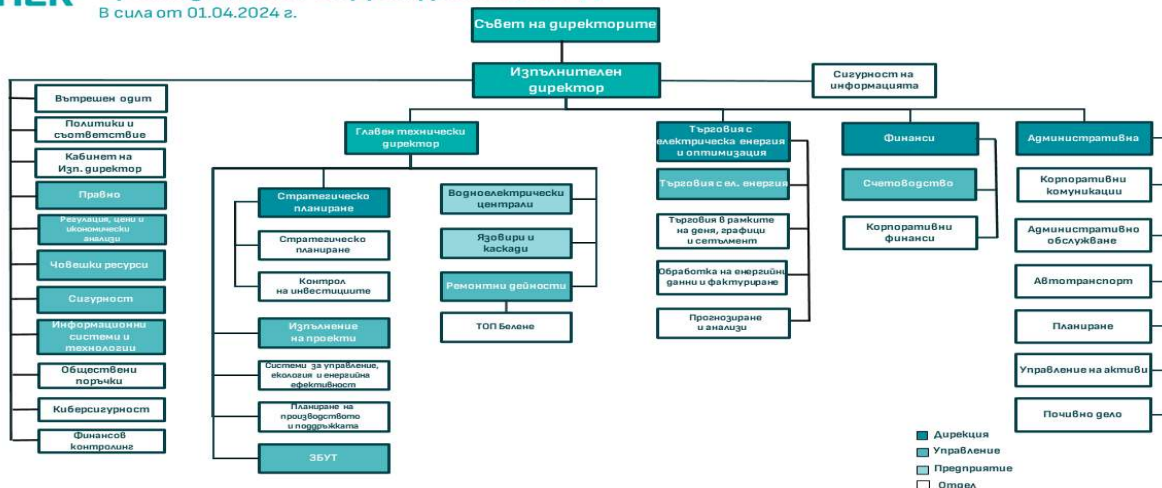 В сила от 01.04.2024 г.
Съвет на директорите
Изпълнителен
директор
Сигурност на
информацията
Вътрешен одит
Политики и
съответствие
Кабинет на
Изп. директор
Правно
Регулация, цени и
икономически
анализи
Човешки ресурси
Сигурност
Информационни
системи и
технологии
Обществени
поръчки
Киберсигурност
Финансов
контролинг
Главен технически
директор
Стратегическо
планиране
Стратегическо
планиране
Контрол
на инвестициите
Изпълнение
на проекти
Системи за управление,
екология и енергийна
ефективност
Планиране на
производството
и поддръжката
ЗБУТ
Водноелектрически
централи
Язовири и
каскади
Ремонтни дейности
ТОП Белене
Търговия с
електрическа енергия
и оптимизация
Търговия с ел. енергия
Търговия в рамките
на деня, графици
и сетълмент
Обработка на енергийни
данни и фактуриране
Прогнозиране
и анализи
Финанси
Счетоводство
Корпоративни
финанси
Административна
Корпоративни
комуникации
Административно
обслужване
Автотранспорт
Планиране
Управление на активи
Почивно дело
Дирекция
Управление
Предприятие
Отдел